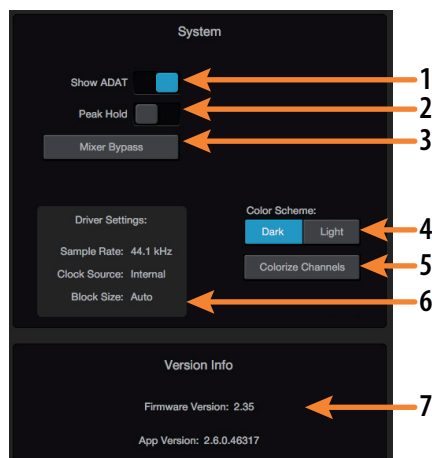 System
Show ADAT
1
Peak Hold
2
Mixer Bypass
3
Driver Settings:
Sample Rate: 44.1 kHz
Clock Source: Internal
Block Size: Auto
6
Color Scheme:
Dark Light
4
Colorize Channels
5
Version Info
Firmware Version: 2.35
7
App Version: 2.6.0.46317